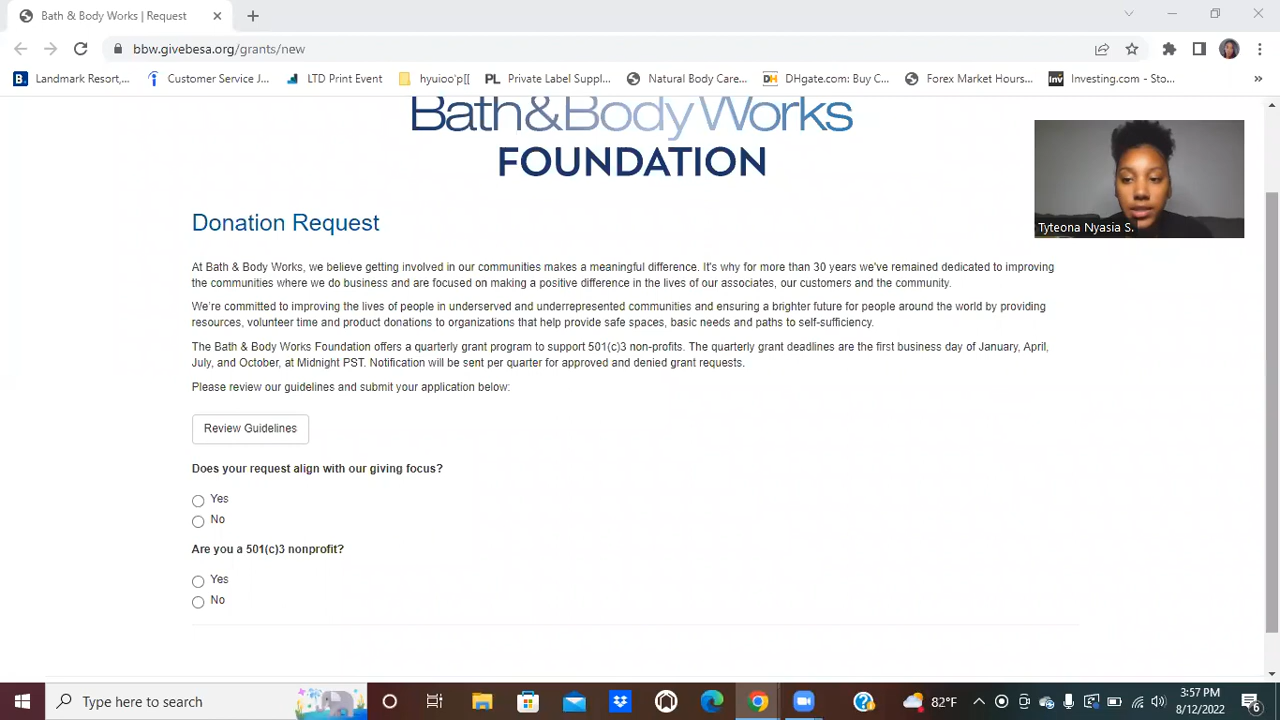 Bath & Body Works | Request
bbw.givebesa.org/grants/new
Landmark Resort,...
Customer Service J...
LTD Print Event
hyuioo'p[[
PL Private Label Suppl...
Natural Body Care...
DH DHgate.com: Buy C...
Forex Market Hours...
Inv Investing.com - Sto...
»
Bath&BodyWorks
FOUNDATION
Tyteona Nyasia S.
Donation Request
At Bath & Body Works, we believe getting involved in our communities makes a meaningful difference. It's why for more than 30 years we've remained dedicated to improving
the communities where we do business and are focused on making a positive difference in the lives of our associates, our customers and the community.
We're committed to improving the lives of people in underserved and underrepresented communities and ensuring a brighter future for people around the world by providing
resources, volunteer time and product donations to organizations that help provide safe spaces, basic needs and paths to self-sufficiency.
The Bath & Body Works Foundation offers a quarterly grant program to support 501(c)3 non-profits. The quarterly grant deadlines are the first business day of January, April,
July, and October, at Midnight PST. Notification will be sent per quarter for approved and denied grant requests.
Please review our guidelines and submit your application below:
Review Guidelines
Does your request align with our giving focus?
Yes
No
Are you a 501(c)3 nonprofit?
Yes
No
Type here to search
82°F
3:57 PM
8/12/2022
6